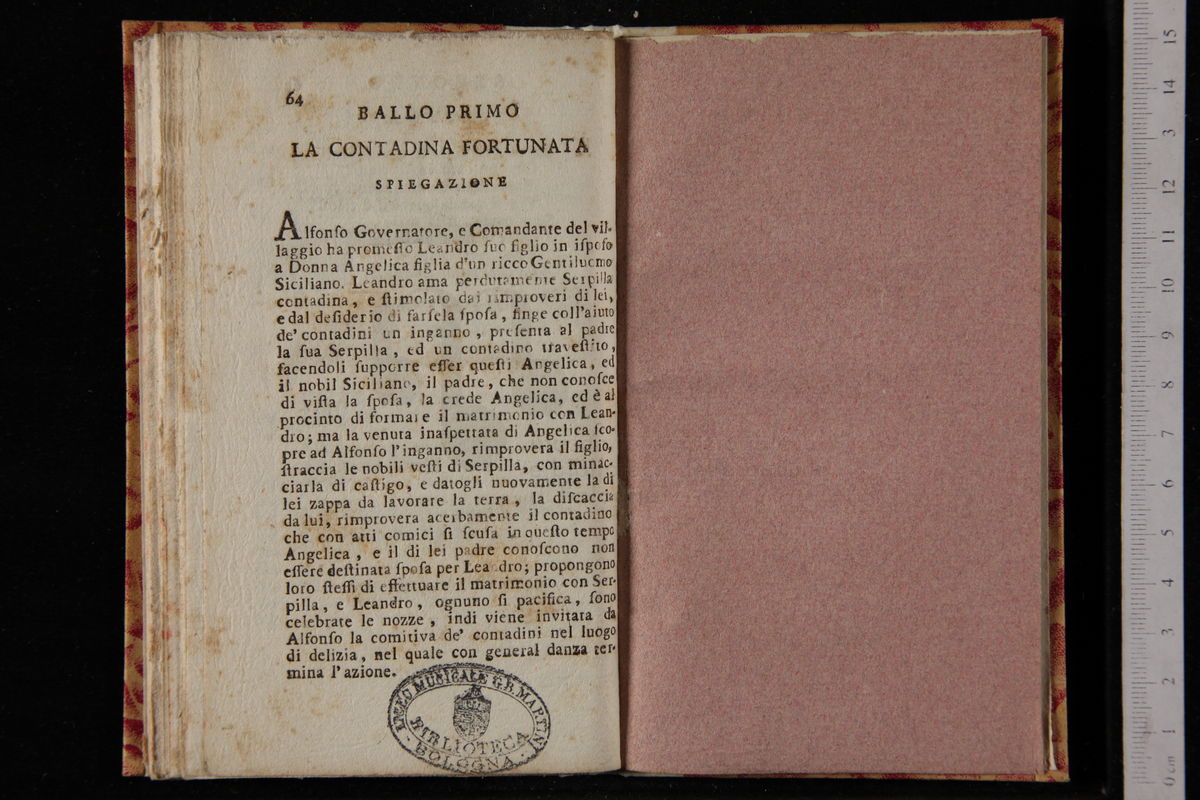 64
BALLO PRIMO
LA CONTADINA FORTUNATA
SPIEGAZIONE
Alfonſo Governatore, e Comandante del vil-
laggio ha promeſſo Leandro ſuo figlio in iſpoſo
a Donna Angelica figlia d'un ricco Gentiluomo
Siciliano. Leandro ama perdutamente Serpilla
contadina, e ſtimolato dai rimproveri di lei,
e dal deſiderio di farſela ſpoſa, finge coll'aiuto
de' contadini un inganno, preſenta al padre
la ſua Serpilla, ed un contadino traveſtito,
facendoli ſupporre eſſer queſti Angelica, ed
il nobil Siciliano, il padre, che non conoſce
di viſta la ſpoſa, la crede Angelica, ed è al
procinto di formare il matrimonio con Lean-
dro; ma la venuta inaſpettata di Angelica ſco-
pre ad Alfonſo l'inganno, rimprovera il figlio,
ſtraccia le nobili veſti di Serpilla, con minac-
ciarla di caſtigo, e datogli nuovamente la di
lei zappa da lavorare la terra, la diſcaccia
da lui, rimprovera acerbamente il contadino
che con atti comici ſi ſcuſa in queſto tempo
Angelica, e il di lei padre conoſcono non
eſſere deſtinata ſpoſa per Leandro; propongono
loro ſteſſi di effettuare il matrimonio con Ser-
pilla, e Leandro, ognuno ſi pacifica, ſono
celebrate le nozze, indi viene invitata da
Alfonſo la comitiva de' contadini nel luogo
di delizia, nel quale con general danza ter-
mina l'azione.
LICEO MUSICALE G.B. MARTINI
BIBLIOTECA
BOLOGNA
15
14
3
12
11
10
9
8
7
6
5
4
3
2
1
0 cm